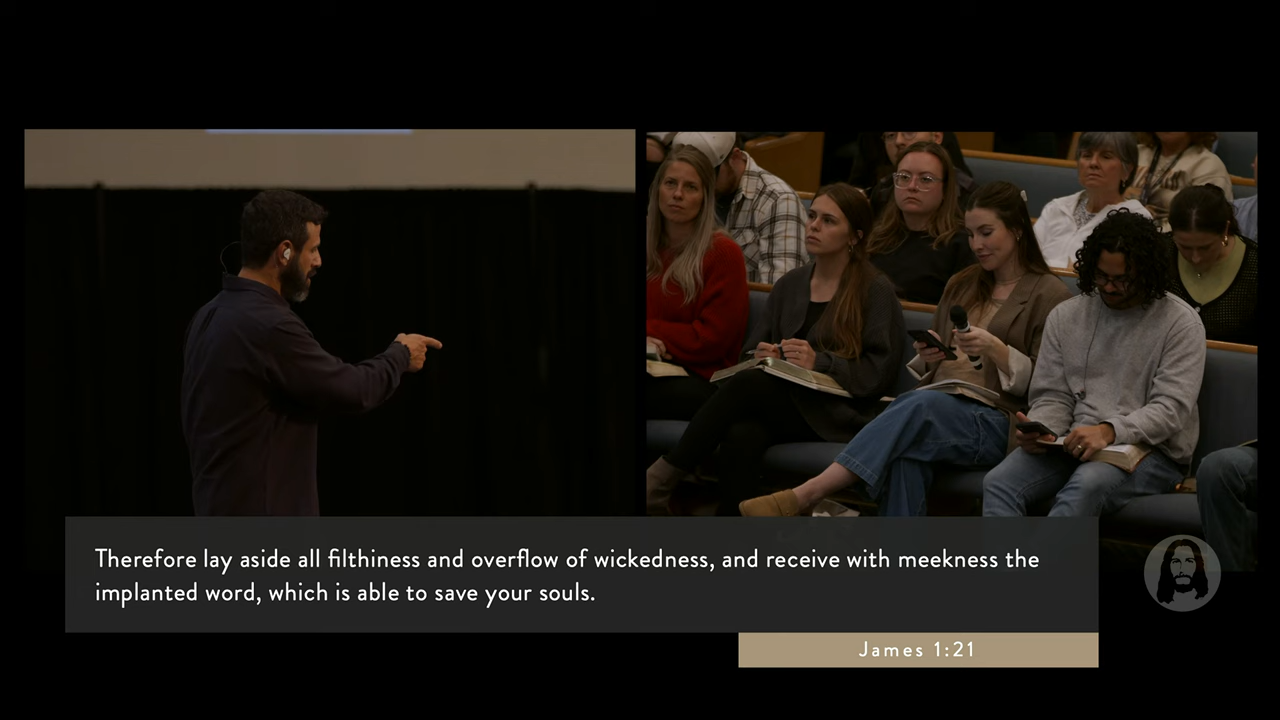 Therefore lay aside all filthiness and overflow of wickedness, and receive with meekness the
implanted word, which is able to save your souls.
James 1:21